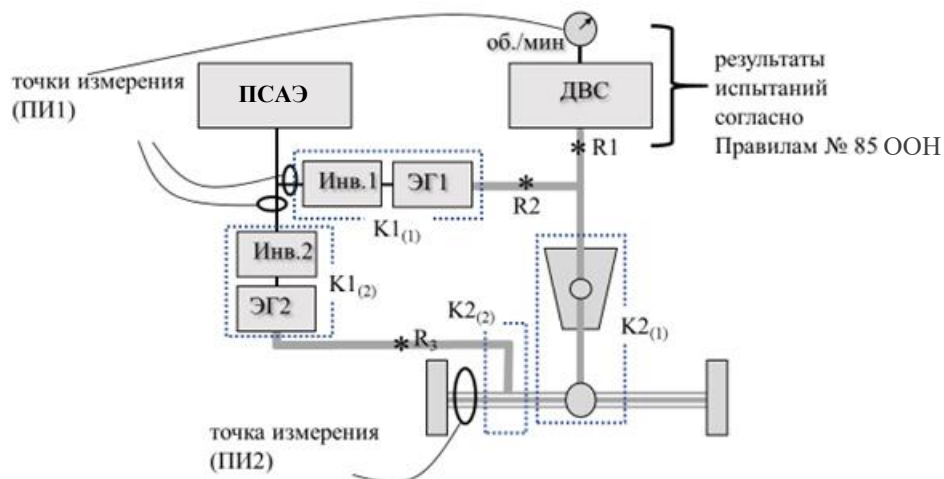 об./мин
точки измерения
(ПИ1)
ПСАЭ
ДВС
результаты
испытаний
согласно
Правилам № 85 ООН
* R1
Инв.1
ЭГ1
*
R2
K1(1)
Инв.2
ЭГ2
K1(2)
K2(2)
K2(1)
* R3
точка измерения
(ПИ2)